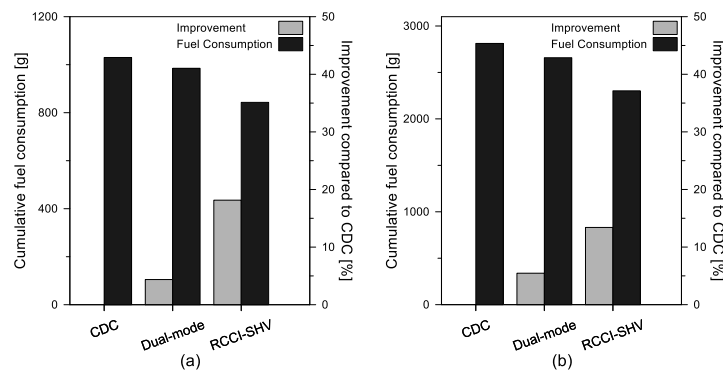 1200
800
400
0
Cumulative fuel consumption [g]
Improvement
Fuel Consumption
50
40
30
20
10
0
Improvement compared to CDC [%]
CDC
Dual-mode
RCCI-SHV
(a)
3000
2000
1000
0
Cumulative fuel consumption [g]
Improvement
Fuel Consumption
50
40
30
20
10
0
Improvement compared to CDC [%]
CDC
Dual-mode
RCCI-SHV
(b)